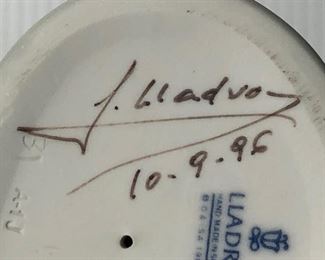 J. Lladro
10-9-96
LLADR
HAND MADE IN S